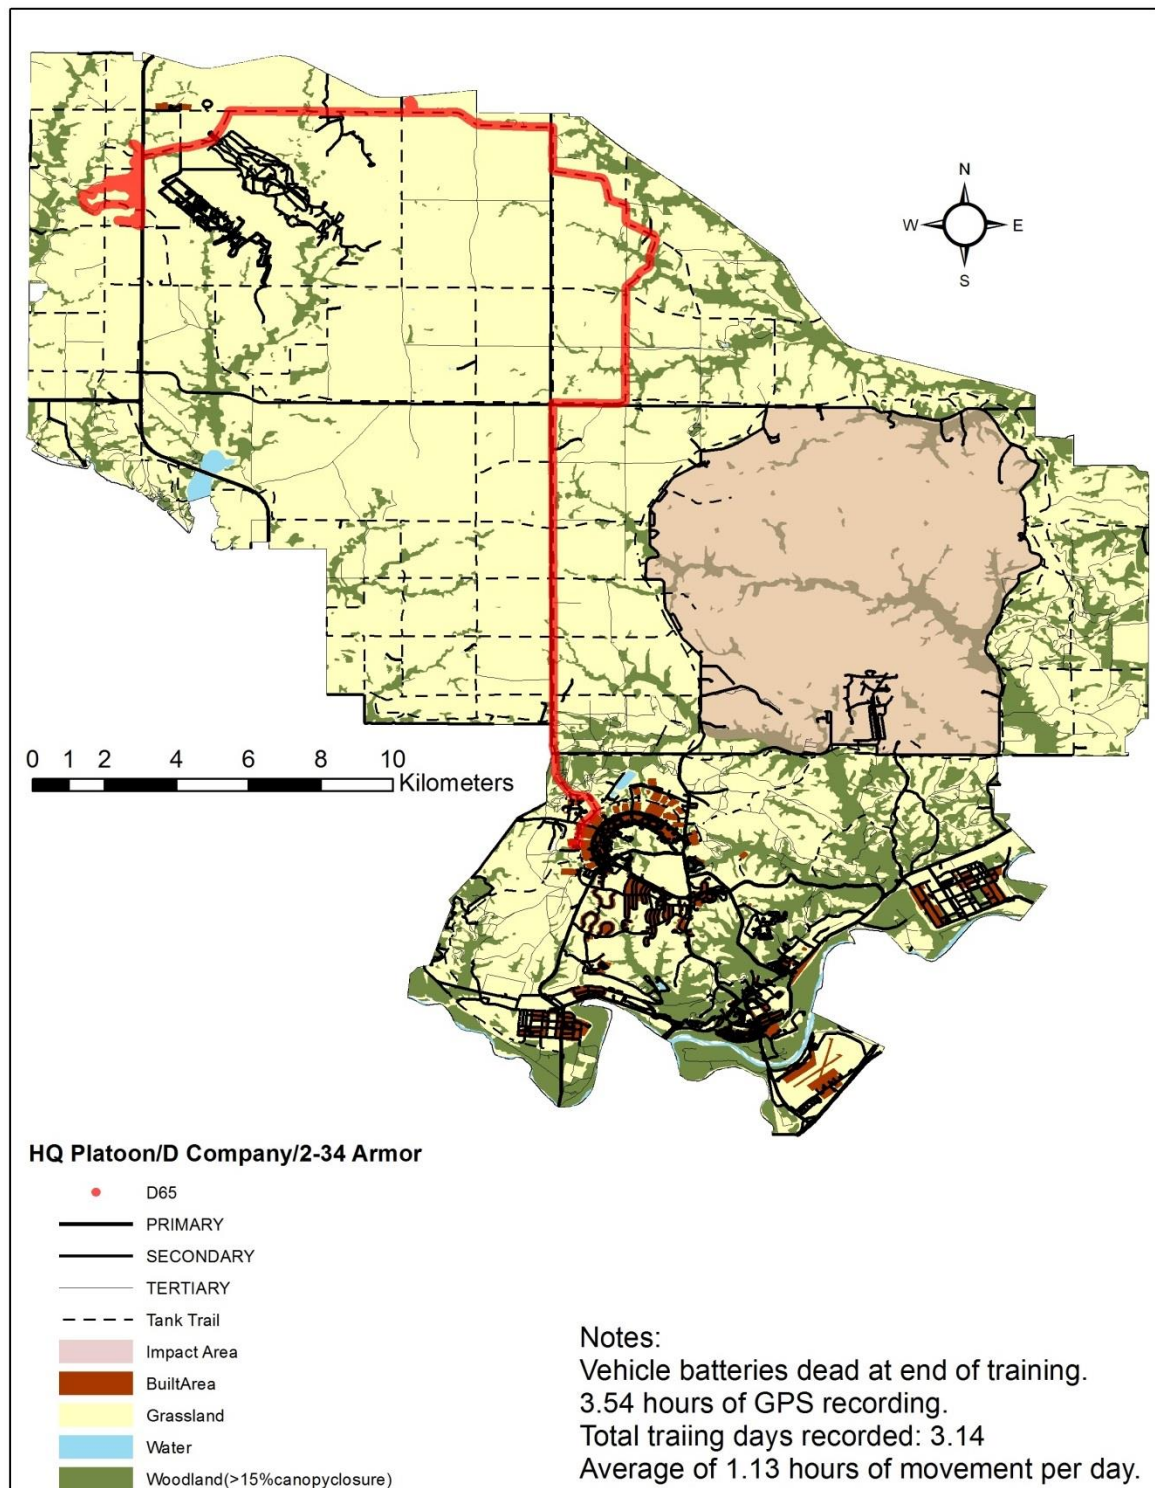 N
W E
S
0 1 2 4 6 8 10
Kilometers
HQ Platoon/D Company/2-34 Armor
D65
PRIMARY
SECONDARY
TERTIARY
Tank Trail
Impact Area
BuiltArea
Grassland
Water
Woodland(>15%canopyclosure)
Notes:
Vehicle batteries dead at end of training.
3.54 hours of GPS recording.
Total traiing days recorded: 3.14
Average of 1.13 hours of movement per day.